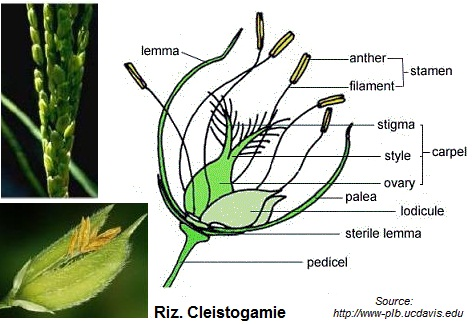 lemma
anther
stamen
filament
stigma
style
carpel
ovary
palea
lodicule
sterile lemma
pedicel
Riz. Cleistogamie
Source:
http://www-plb.ucdavis.edu